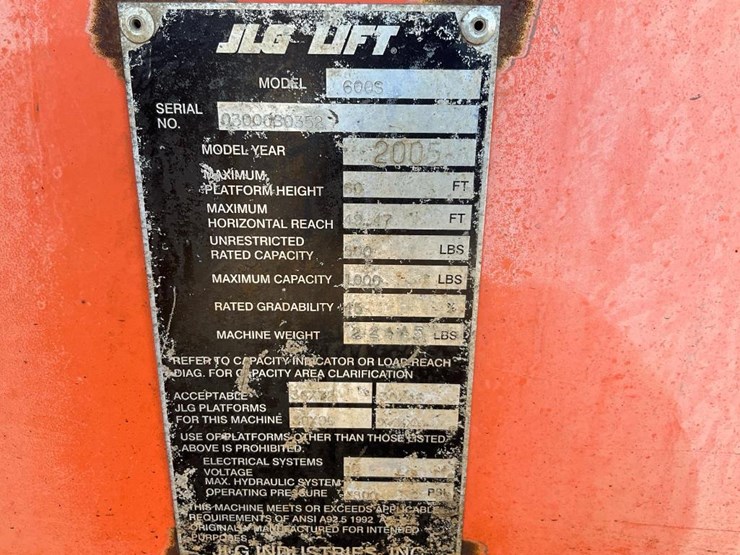 JLG LIFT®
MODEL 600S
SERIAL
NO.
MODEL YEAR 2005
MAXIMUM
PLATFORM HEIGHT 60 FT
MAXIMUM
HORIZONTAL REACH FT
UNRESTRICTED
RATED CAPACITY LBS
MAXIMUM CAPACITY 1000 LBS
RATED GRADABILITY %
MACHINE WEIGHT LBS
REFER TO CAPACITY INDICATOR OR LOAD REACH
DIAG. FOR CAPACITY AREA CLARIFICATION
ACCEPTABLE
JLG PLATFORMS
FOR THIS MACHINE
USE OF PLATFORMS OTHER THAN THOSE LISTED
ABOVE IS PROHIBITED.
ELECTRICAL SYSTEMS
VOLTAGE
MAX. HYDRAULIC SYSTEM
OPERATING PRESSURE PSI
THIS MACHINE MEETS OR EXCEEDS APPLICABLE
REQUIREMENTS OF ANSI A92.5 1992 AS
ORIGINALLY MANUFACTURED FOR INTENDED
PURPOSES
JLG INDUSTRIES, INC.